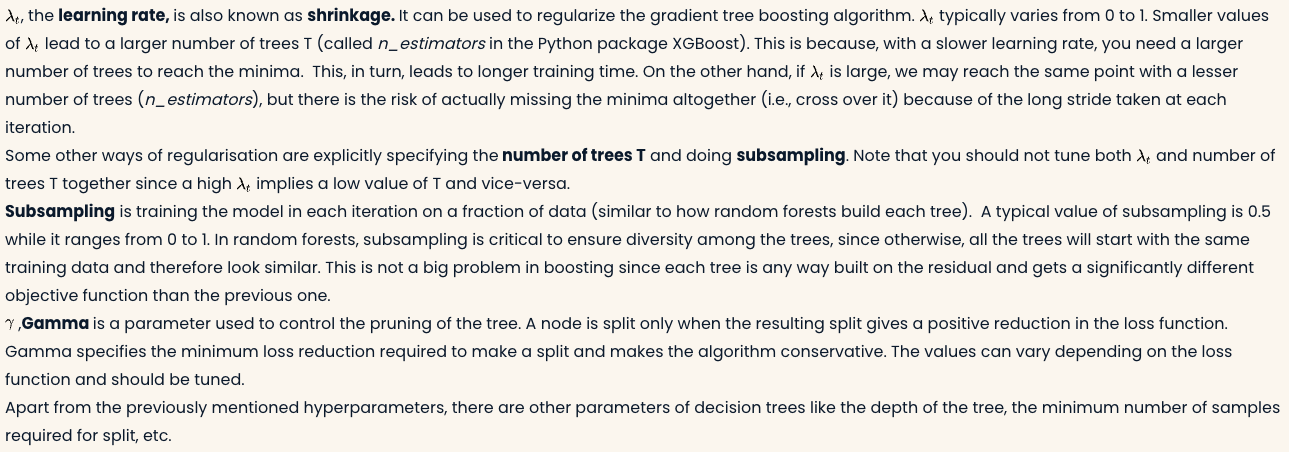 λt, the learning rate, is also known as shrinkage. It can be used to regularize the gradient tree boosting algorithm. λt typically varies from 0 to 1. Smaller values
of λt lead to a larger number of trees T (called n_estimators in the Python package XGBoost). This is because, with a slower learning rate, you need a larger
number of trees to reach the minima.  This, in turn, leads to longer training time. On the other hand, if λt is large, we may reach the same point with a lesser
number of trees (n_estimators), but there is the risk of actually missing the minima altogether (i.e., cross over it) because of the long stride taken at each
iteration.
Some other ways of regularisation are explicitly specifying the number of trees T and doing subsampling. Note that you should not tune both λt and number of
trees T together since a high λt implies a low value of T and vice-versa.
Subsampling is training the model in each iteration on a fraction of data (similar to how random forests build each tree).  A typical value of subsampling is 0.5
while it ranges from 0 to 1. In random forests, subsampling is critical to ensure diversity among the trees, since otherwise, all the trees will start with the same
training data and therefore look similar. This is not a big problem in boosting since each tree is any way built on the residual and gets a significantly different
objective function than the previous one.
γ ,Gamma is a parameter used to control the pruning of the tree. A node is split only when the resulting split gives a positive reduction in the loss function.
Gamma specifies the minimum loss reduction required to make a split and makes the algorithm conservative. The values can vary depending on the loss
function and should be tuned.
Apart from the previously mentioned hyperparameters, there are other parameters of decision trees like the depth of the tree, the minimum number of samples
required for split, etc.